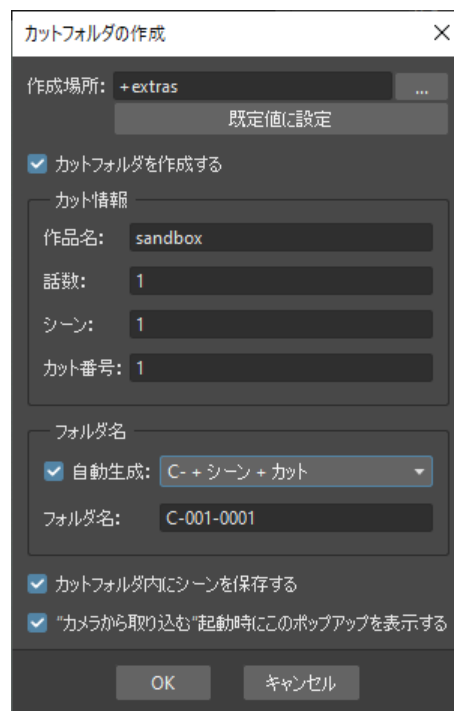 カットフォルダの作成
作成場所: +extras ...
既定値に設定
カットフォルダを作成する
カット情報
作品名: sandbox
話数: 1
シーン: 1
カット番号: 1
フォルダ名
自動生成: C- + シーン + カット
フォルダ名: C-001-0001
カットフォルダ内にシーンを保存する
"カメラから取り込む"起動時にこのポップアップを表示する
OK キャンセル